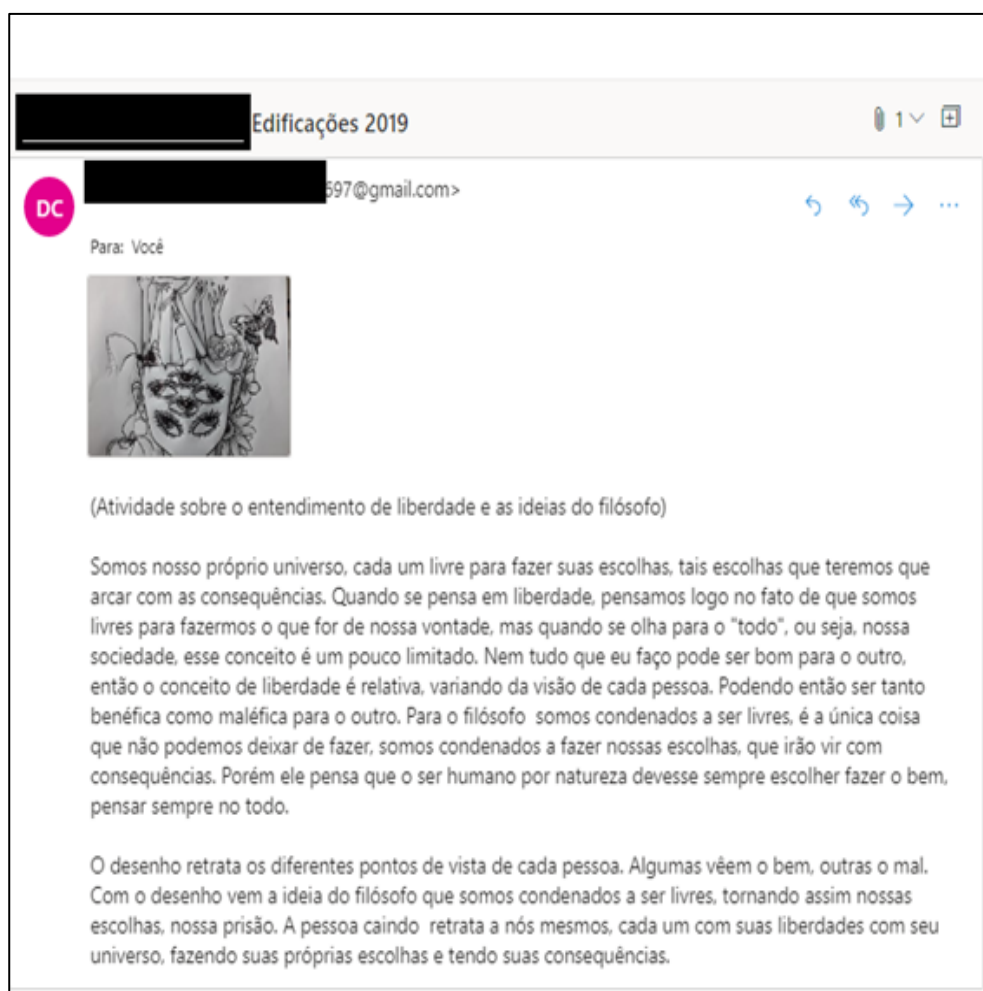 Edificações 2019
1
DC
597@gmail.com>
Para: Você
(Atividade sobre o entendimento de liberdade e as ideias do filósofo)
Somos nosso próprio universo, cada um livre para fazer suas escolhas, tais escolhas que teremos que
arcar com as consequências. Quando se pensa em liberdade, pensamos logo no fato de que somos
livres para fazermos o que for de nossa vontade, mas quando se olha para o "todo", ou seja, nossa
sociedade, esse conceito é um pouco limitado. Nem tudo que eu faço pode ser bom para o outro,
então o conceito de liberdade é relativa, variando da visão de cada pessoa. Podendo então ser tanto
benéfica como maléfica para o outro. Para o filósofo somos condenados a ser livres, é a única coisa
que não podemos deixar de fazer, somos condenados a fazer nossas escolhas, que irão vir com
consequências. Porém ele pensa que o ser humano por natureza devesse sempre escolher fazer o bem,
pensar sempre no todo.
O desenho retrata os diferentes pontos de vista de cada pessoa. Algumas vêem o bem, outras o mal.
Com o desenho vem a ideia do filósofo que somos condenados a ser livres, tornando assim nossas
escolhas, nossa prisão. A pessoa caindo retrata a nós mesmos, cada um com suas liberdades com seu
universo, fazendo suas próprias escolhas e tendo suas consequências.